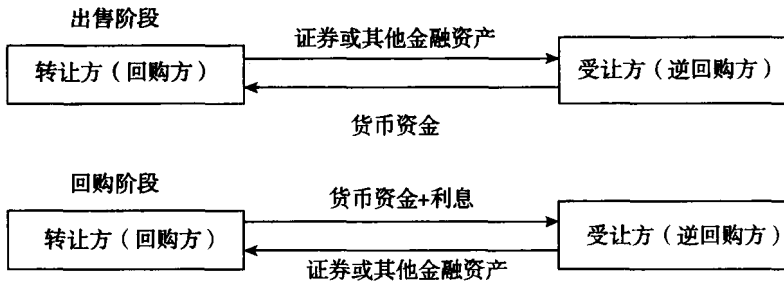 出售阶段
证券或其他金融资产
转让方（回购方）
受让方（逆回购方）
货币资金
回购阶段
货币资金+利息
转让方（回购方）
受让方（逆回购方）
证券或其他金融资产